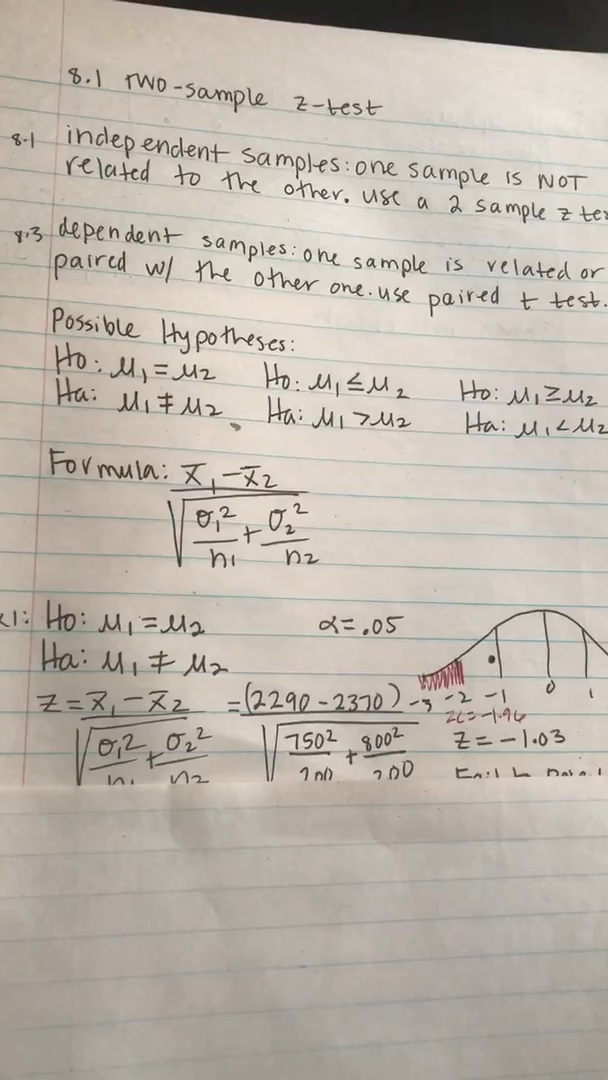 8.1 Two-sample z-test
8.1 independent samples: one sample is NOT
related to the other. use a 2 sample z tes
8.3 dependent samples: one sample is related or
paired w/ the other one. use paired t test.
Possible Hypotheses:
Ho: μ₁ = μ₂ Ho: μ₁ ≤ μ₂ Ho: μ₁ ≥ μ₂
Ha: μ₁ ≠ μ₂ Ha: μ₁ > μ₂ Ha: μ₁ < μ₂
Formula: (x̄₁ - x̄₂) / √(σ₁²/n₁ + σ₂²/n₂)
x1: Ho: μ₁ = μ₂ α = .05
Ha: μ₁ ≠ μ₂
-3 -2 -1 0 1
zc = -1.96
z = (x̄₁ - x̄₂) / √(σ₁²/n₁ + σ₂²/n₂) = (2290 - 2370) / √(750²/200 + 800²/200)
z = -1.03